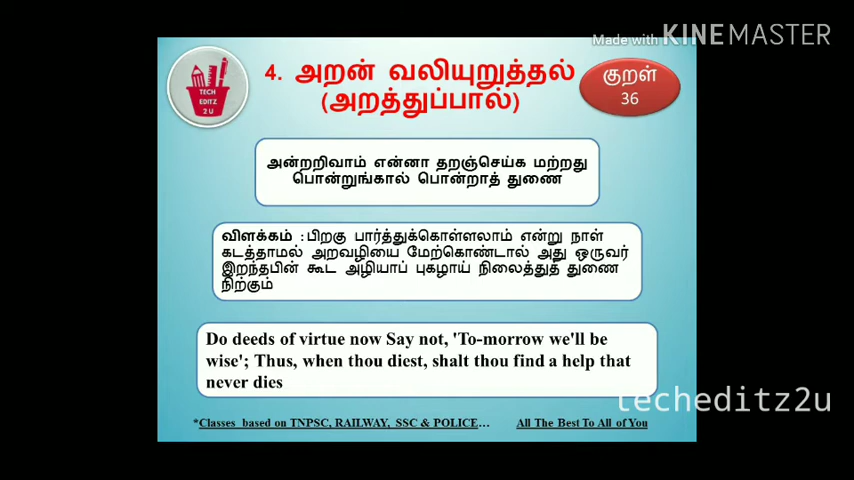 Made with KINEMASTER
TECH
EDITZ
2 U
4. அறன் வலியுறுத்தல்
(அறத்துப்பால்)
குறள்
36
அன்றறிவாம் என்னா தறஞ்செய்க மற்றது
பொன்றுங்கால் பொன்றாத் துணை
விளக்கம் :பிறகு பார்த்துக்கொள்ளலாம் என்று நாள்
கடத்தாமல் அறவழியை மேற்கொண்டால் அது ஒருவர்
இறந்தபின் கூட அழியாப் புகழாய் நிலைத்துத் துணை
நிற்கும்
Do deeds of virtue now Say not, 'To-morrow we'll be
wise'; Thus, when thou diest, shalt thou find a help that
never dies
techeditz2u
*Classes based on TNPSC, RAILWAY, SSC & POLICE... All The Best To All of You